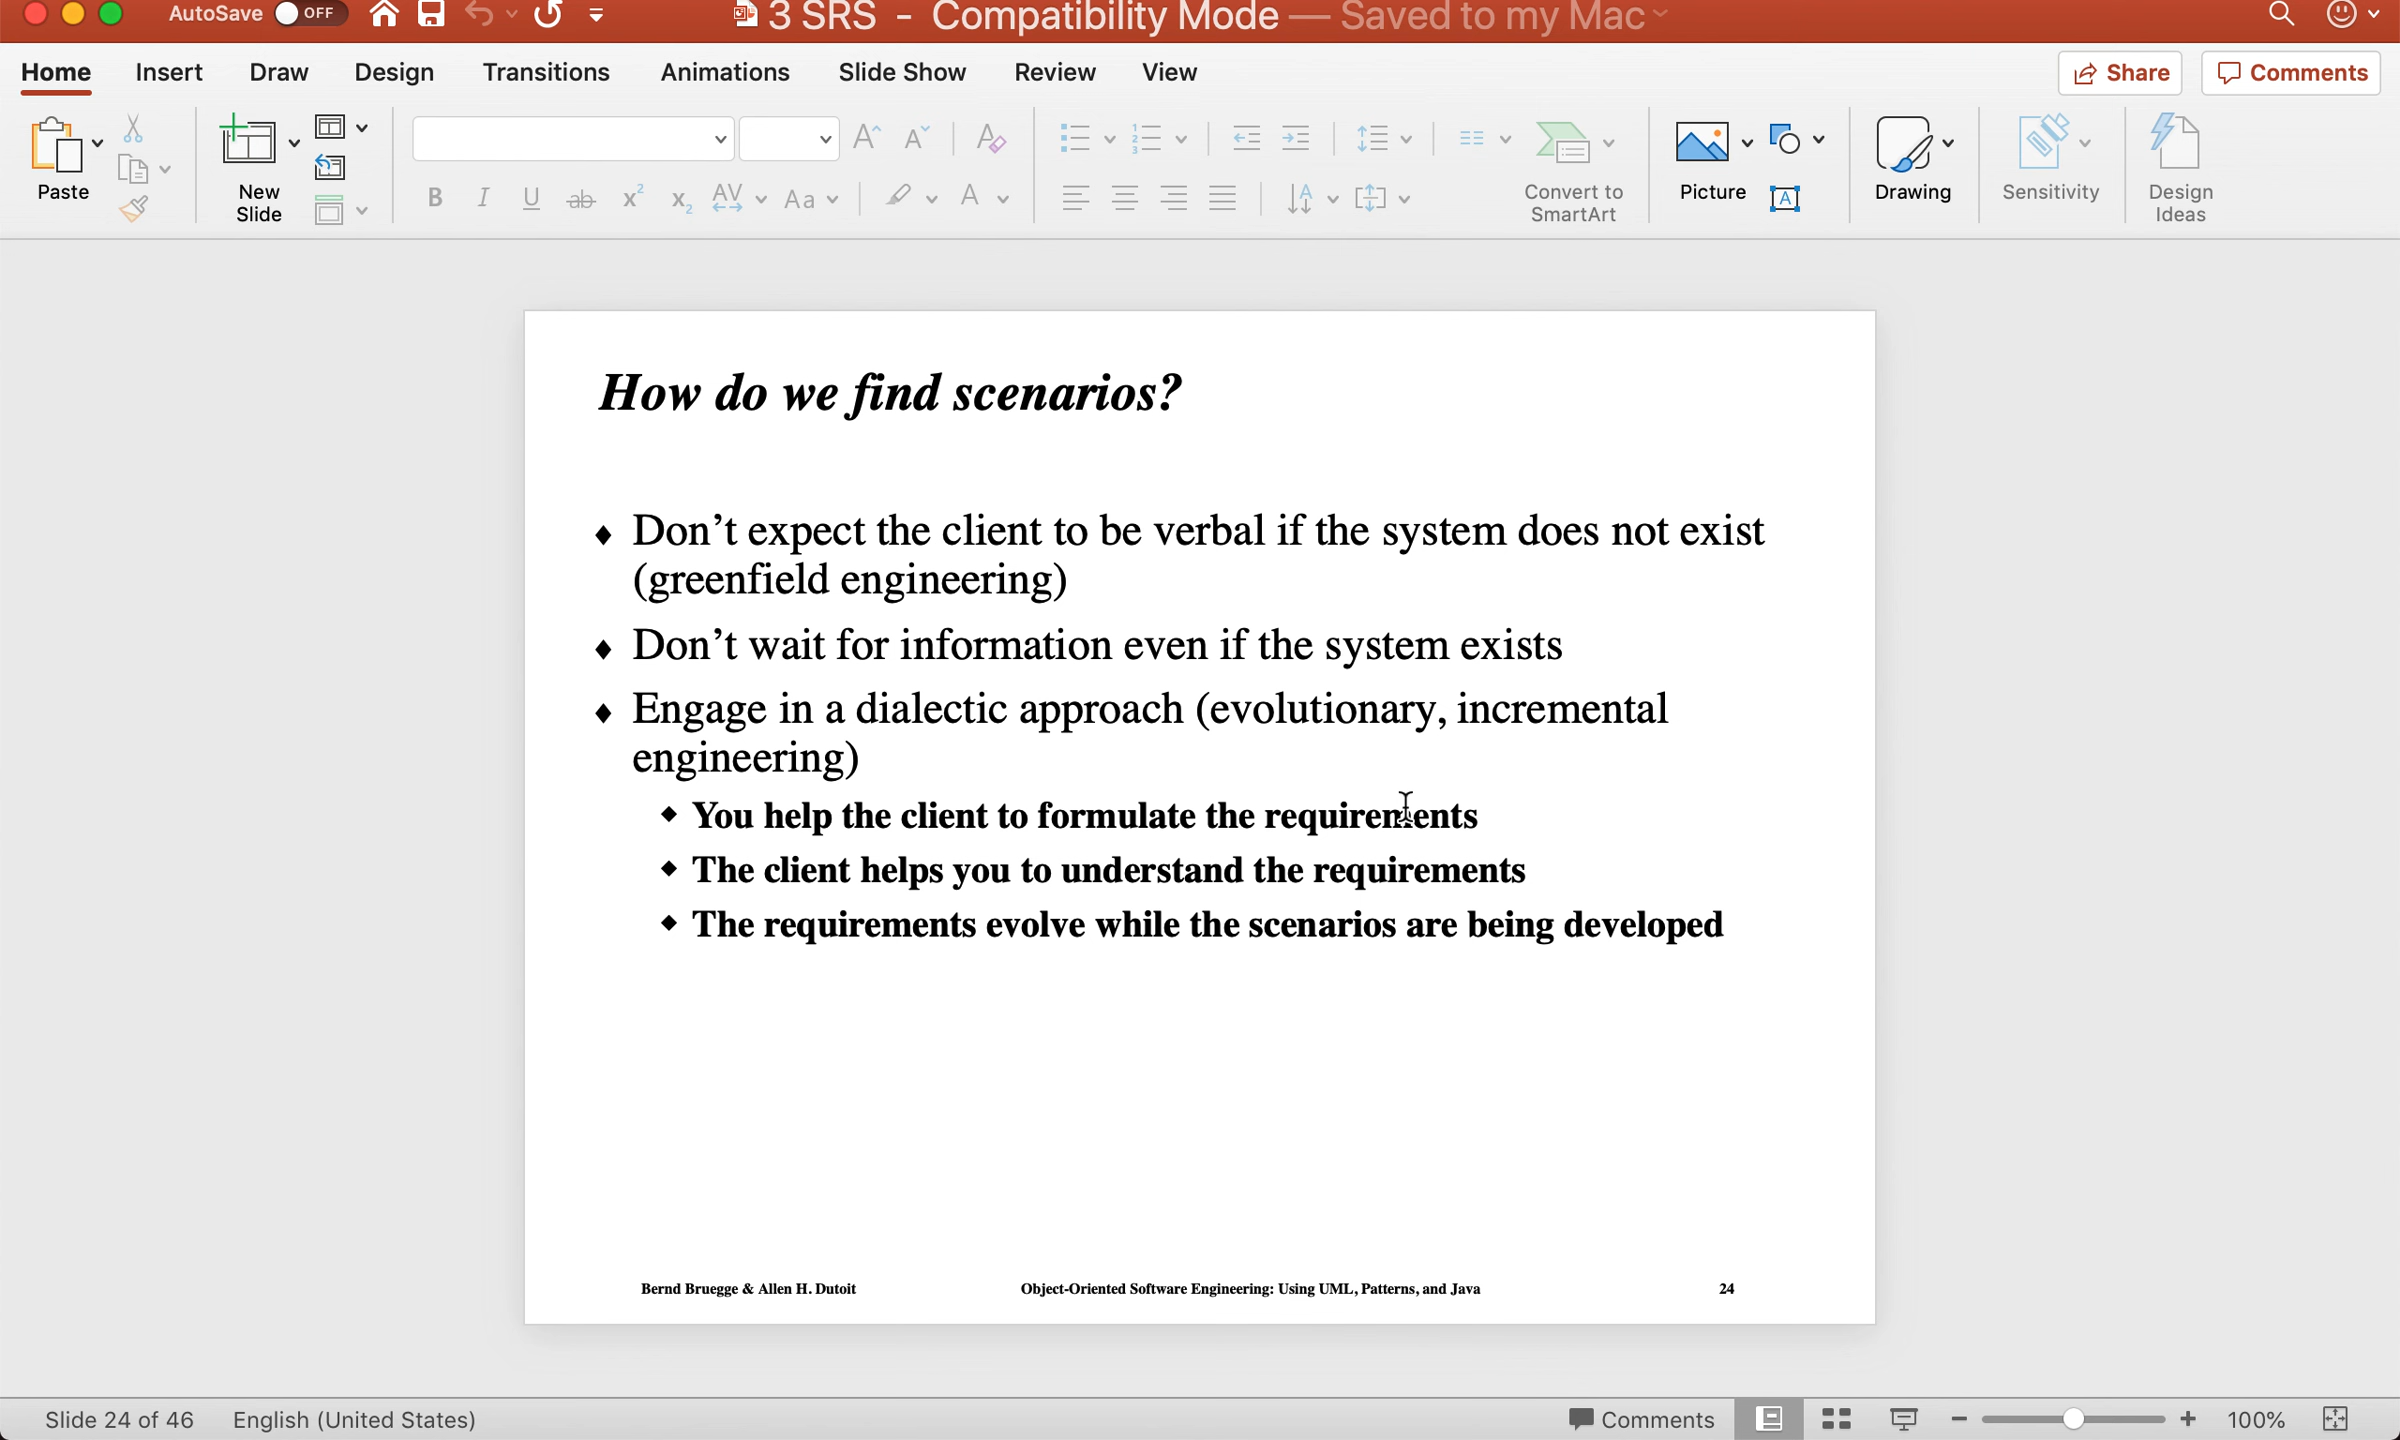 AutoSave OFF 3 SRS - Compatibility Mode — Saved to my Mac
Home Insert Draw Design Transitions Animations Slide Show Review View Share Comments
Paste New Slide Convert to SmartArt Picture Drawing Sensitivity Design Ideas
How do we find scenarios?
Don’t expect the client to be verbal if the system does not exist
(greenfield engineering)
Don’t wait for information even if the system exists
Engage in a dialectic approach (evolutionary, incremental
engineering)
You help the client to formulate the requirements
The client helps you to understand the requirements
The requirements evolve while the scenarios are being developed
Bernd Bruegge & Allen H. Dutoit Object-Oriented Software Engineering: Using UML, Patterns, and Java 24
Slide 24 of 46 English (United States) Comments 100%